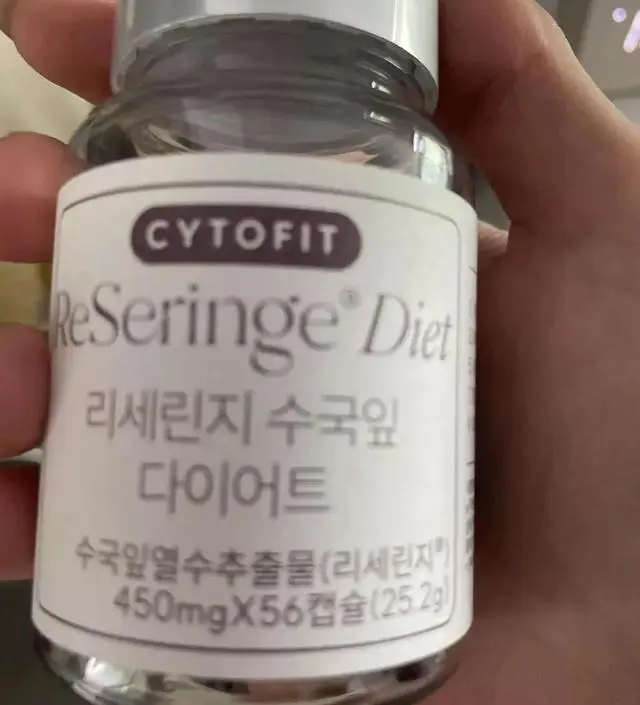 CYTOFIT
ReSeringe® Diet
리세린지 수국잎
다이어트
수국잎열수추출물(리세린지®)
450mgX56캡슐(25.2g)